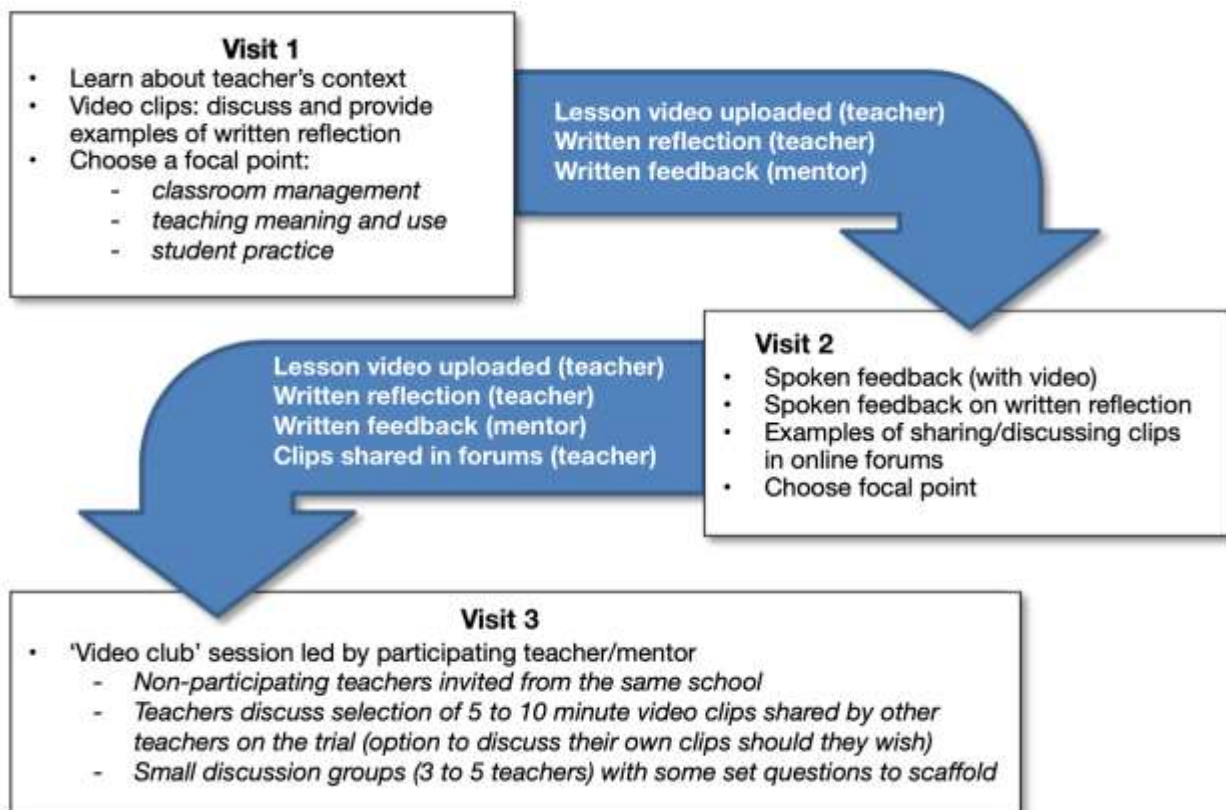 Visit 1
• Learn about teacher's context
• Video clips: discuss and provide
examples of written reflection
• Choose a focal point:
- classroom management
- teaching meaning and use
- student practice
Lesson video uploaded (teacher)
Written reflection (teacher)
Written feedback (mentor)
Visit 2
• Spoken feedback (with video)
• Spoken feedback on written reflection
• Examples of sharing/discussing clips
in online forums
• Choose focal point
Lesson video uploaded (teacher)
Written reflection (teacher)
Written feedback (mentor)
Clips shared in forums (teacher)
Visit 3
• 'Video club' session led by participating teacher/mentor
- Non-participating teachers invited from the same school
- Teachers discuss selection of 5 to 10 minute video clips shared by other
teachers on the trial (option to discuss their own clips should they wish)
- Small discussion groups (3 to 5 teachers) with some set questions to scaffold